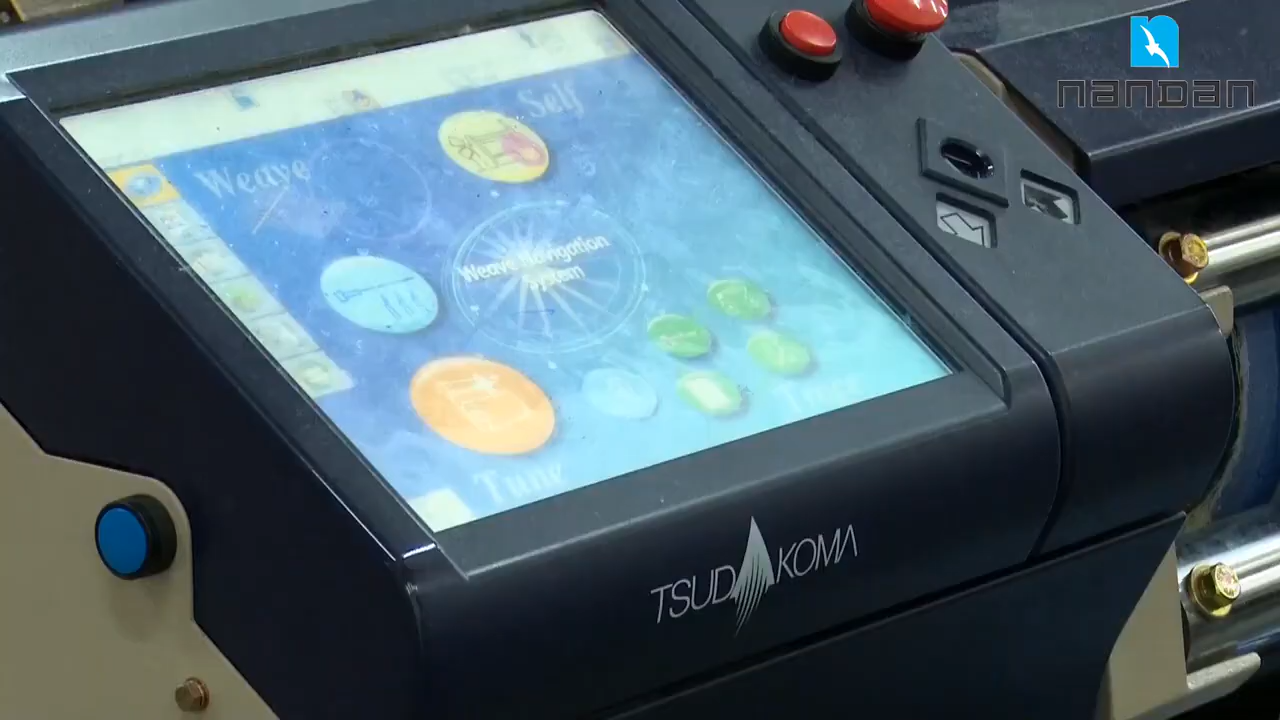 nanDan
Self
Weave
Weave Navigation
System
Tune
TSUDAKOMA